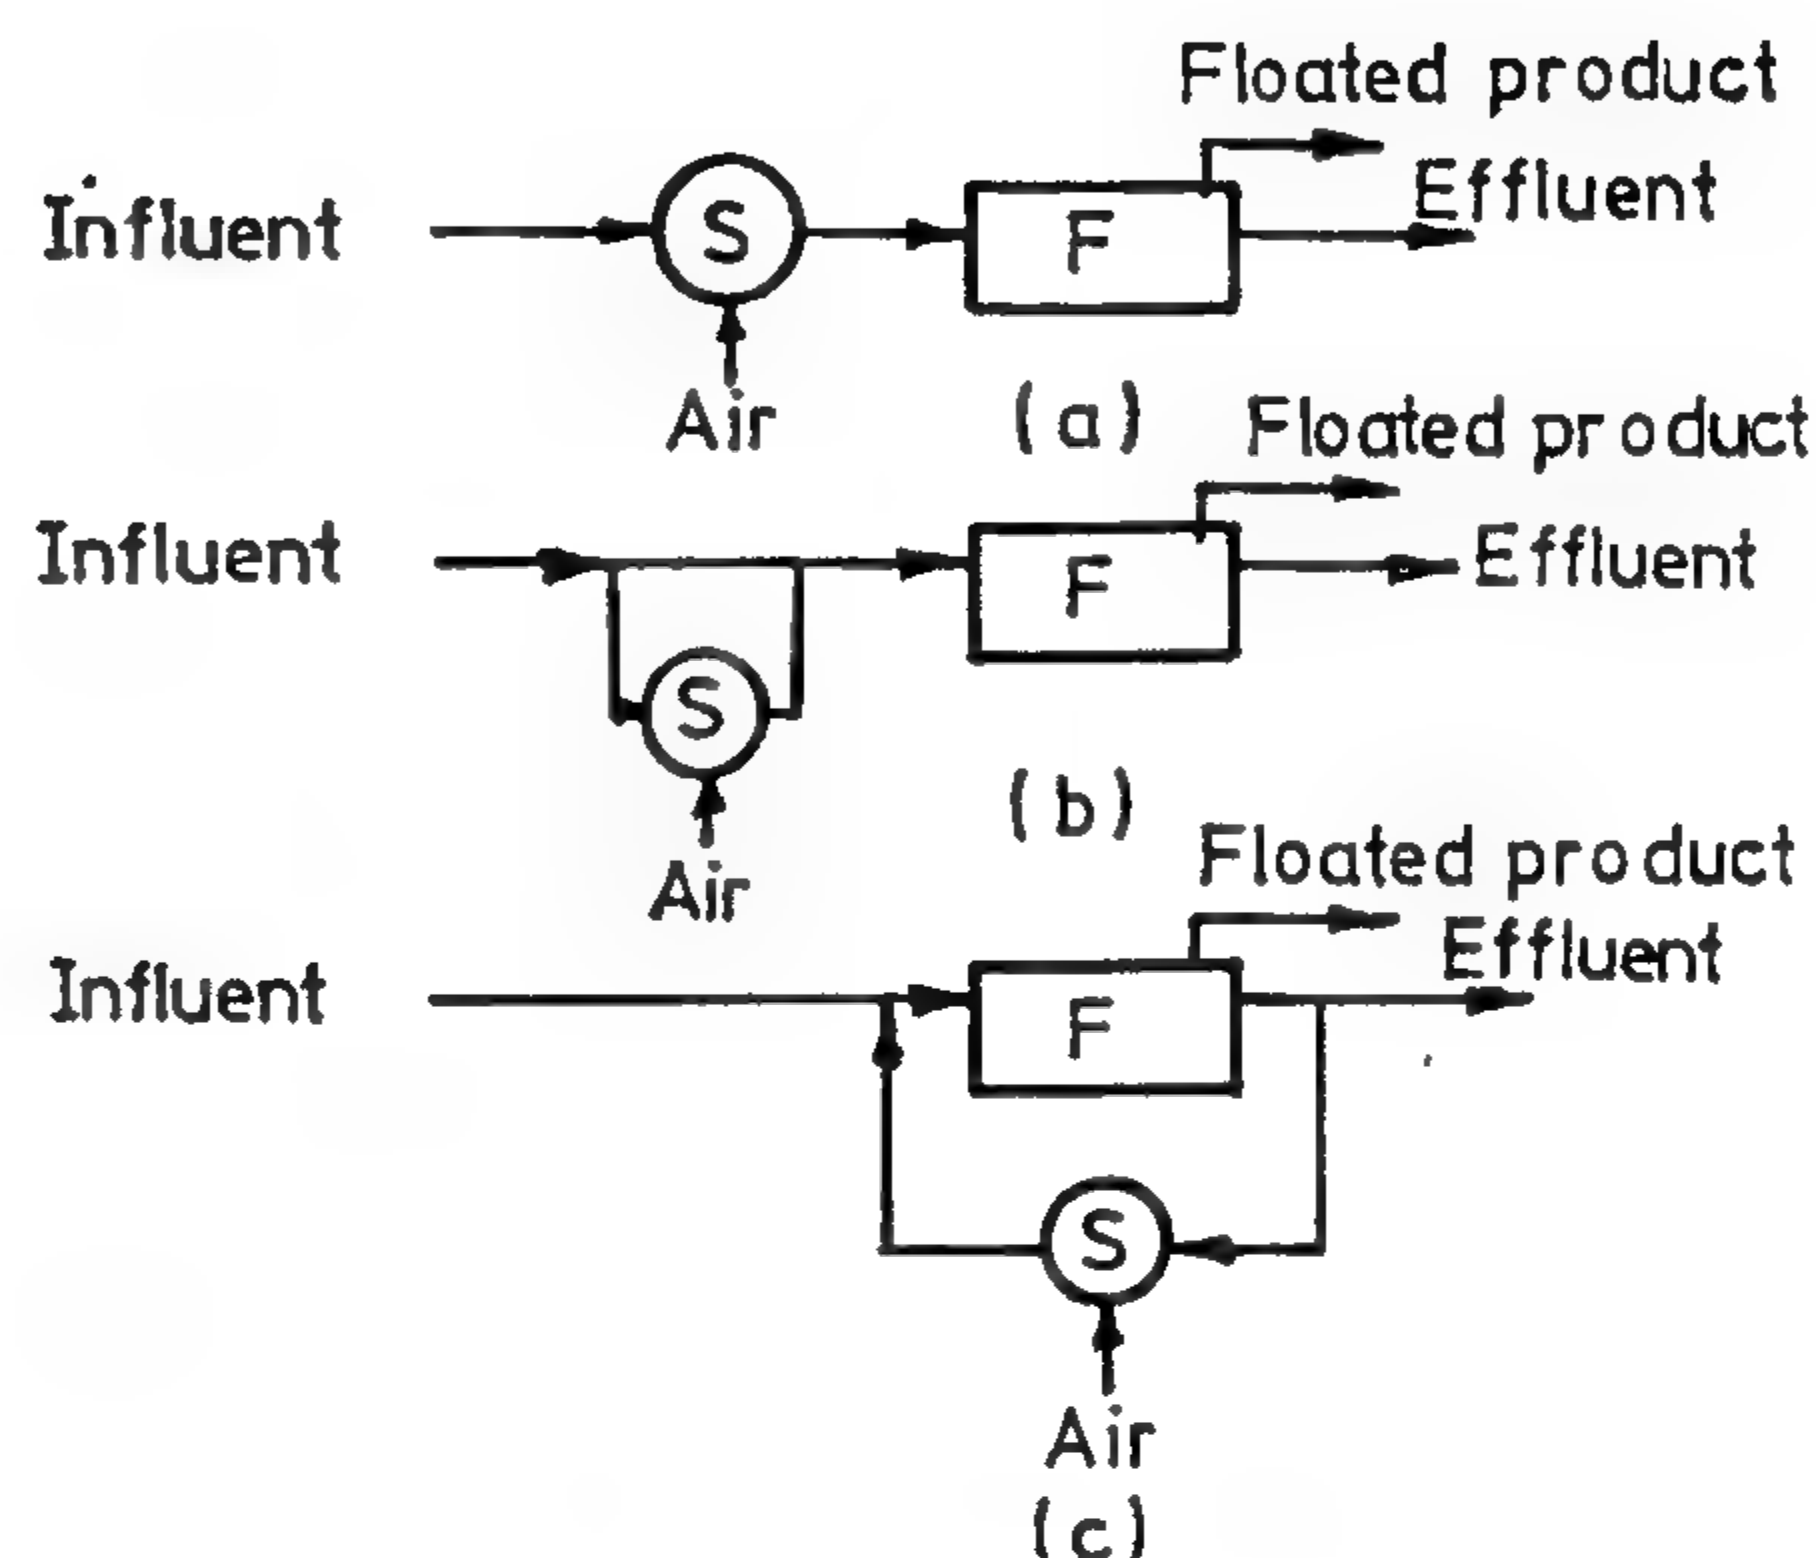 Floated product
Influent
S
F
Effluent
Air
(a)
Floated product
Influent
F
Effluent
S
(b)
Air
Floated product
Influent
F
Effluent
S
Air
(c)